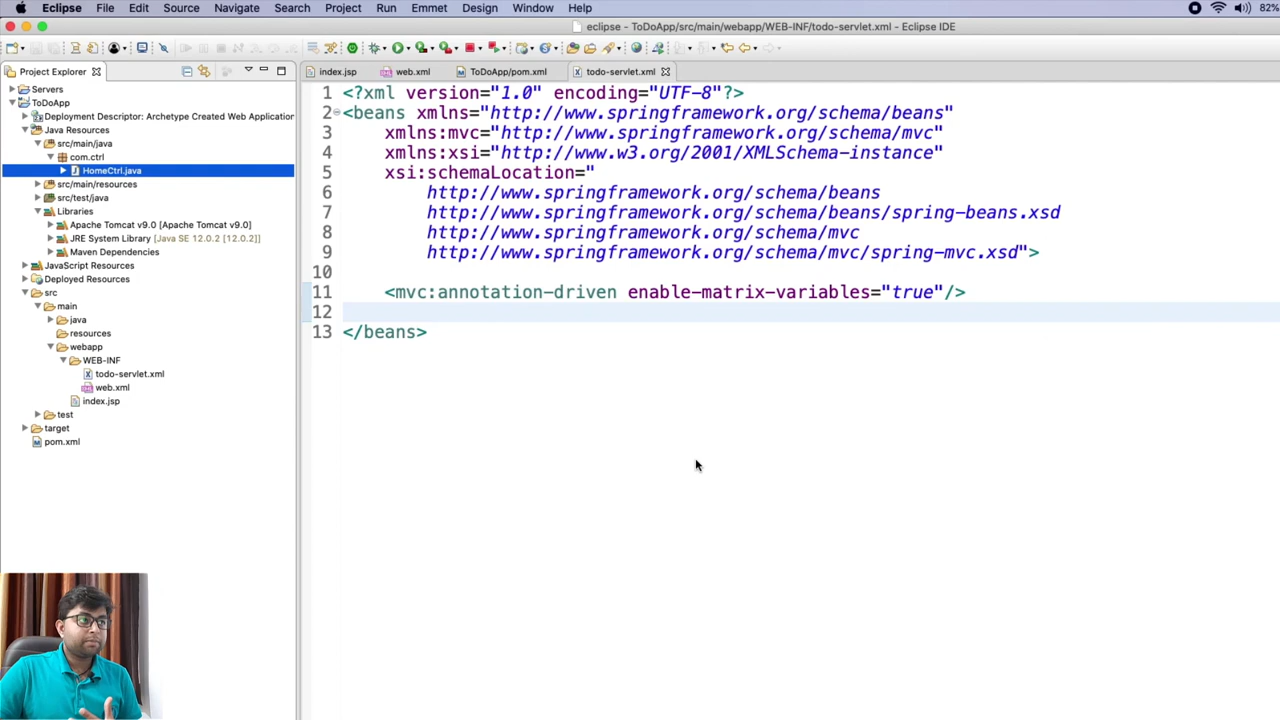 Eclipse File Edit Source Navigate Search Project Run Emmet Design Window Help 82%
eclipse – ToDoApp/src/main/webapp/WEB-INF/todo-servlet.xml – Eclipse IDE
Project Explorer
index.jsp web.xml ToDoApp/pom.xml todo-servlet.xml
Servers
ToDoApp
Deployment Descriptor: Archetype Created Web Application
Java Resources
src/main/java
com.ctrl
HomeCtrl.java
src/main/resources
src/test/java
Libraries
Apache Tomcat v9.0 [Apache Tomcat v9.0]
JRE System Library [Java SE 12.0.2 [12.0.2]]
Maven Dependencies
JavaScript Resources
Deployed Resources
src
main
java
resources
webapp
WEB-INF
todo-servlet.xml
web.xml
index.jsp
test
target
pom.xml
1 <?xml version="1.0" encoding="UTF-8"?>
2 <beans xmlns="http://www.springframework.org/schema/beans"
3 xmlns:mvc="http://www.springframework.org/schema/mvc"
4 xmlns:xsi="http://www.w3.org/2001/XMLSchema-instance"
5 xsi:schemaLocation="
6 http://www.springframework.org/schema/beans
7 http://www.springframework.org/schema/beans/spring-beans.xsd
8 http://www.springframework.org/schema/mvc
9 http://www.springframework.org/schema/mvc/spring-mvc.xsd">
10
11 <mvc:annotation-driven enable-matrix-variables="true"/>
12
13 </beans>